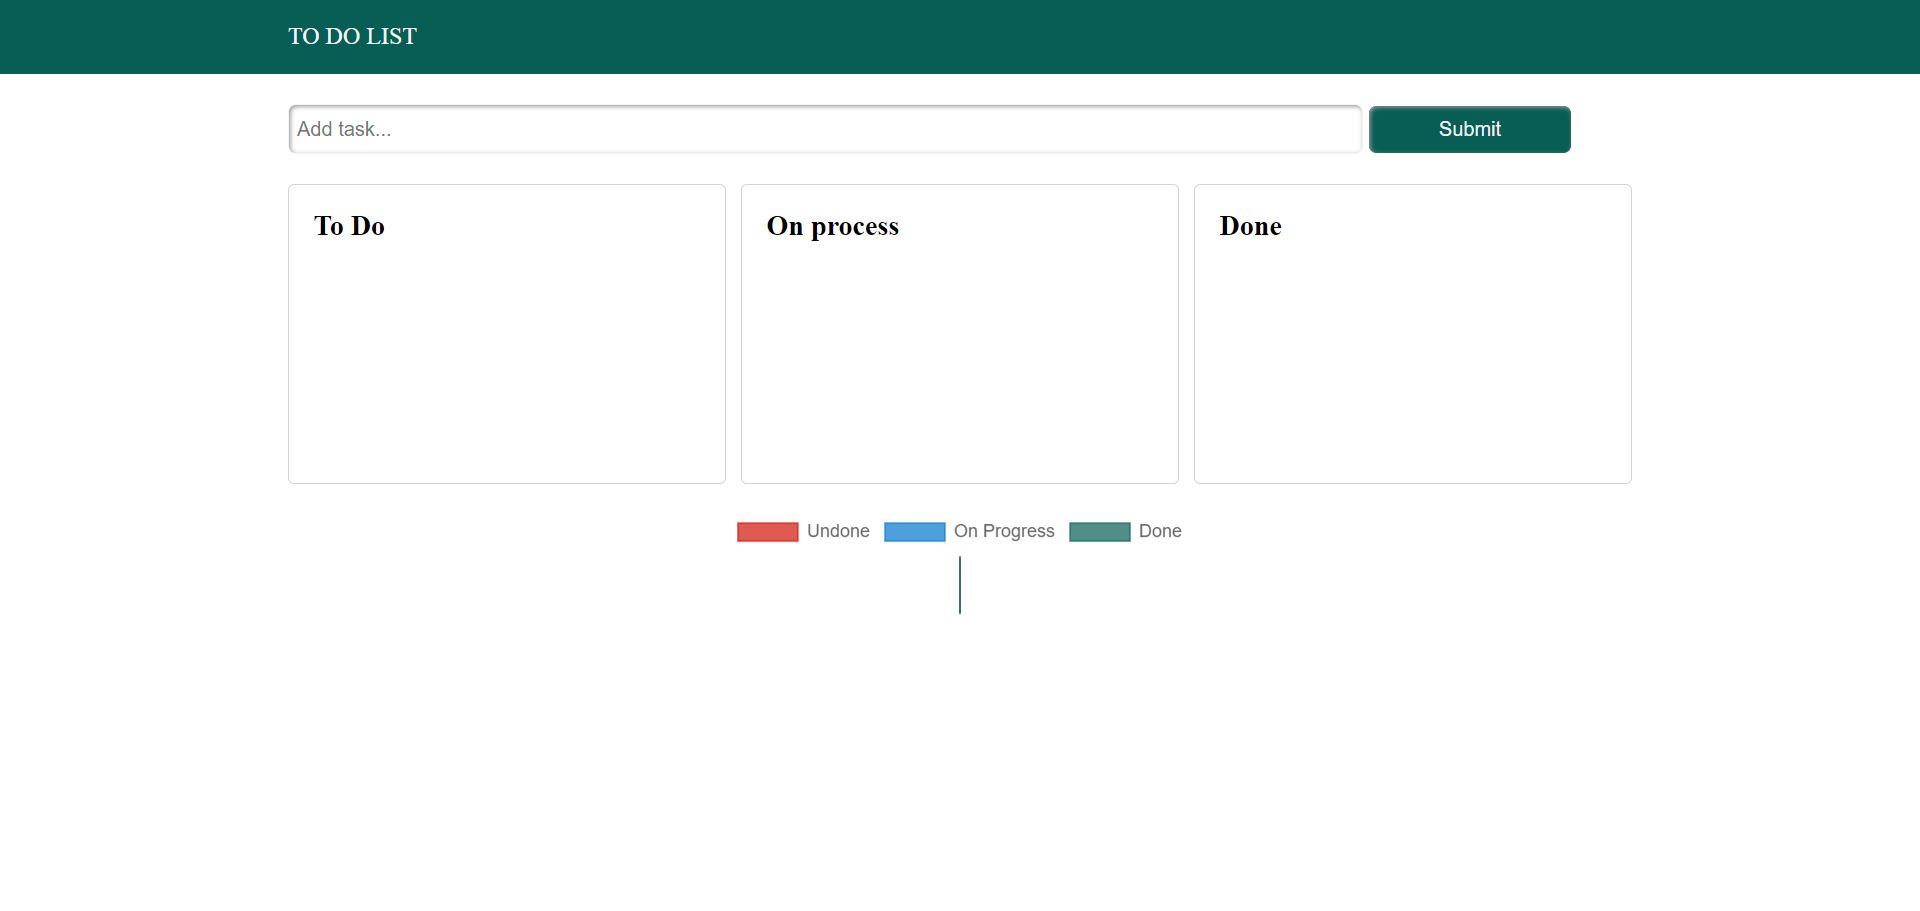 TO DO LIST
Add task...
Submit
To Do
On process
Done
Undone
On Progress
Done